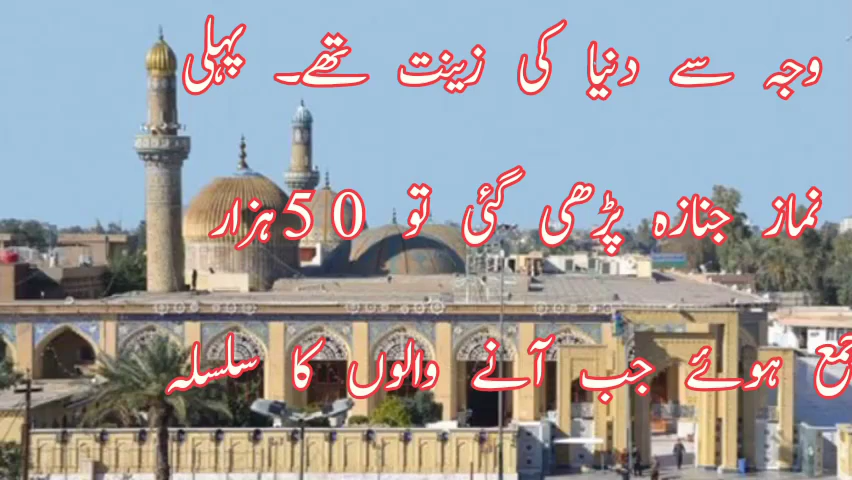 وجہ سے دنیا کی زینت تھے۔ پہلی
نماز جنازہ پڑھی گئی تو 50 ہزار
جمع ہوئے جب آنے والوں کا سلسلہ